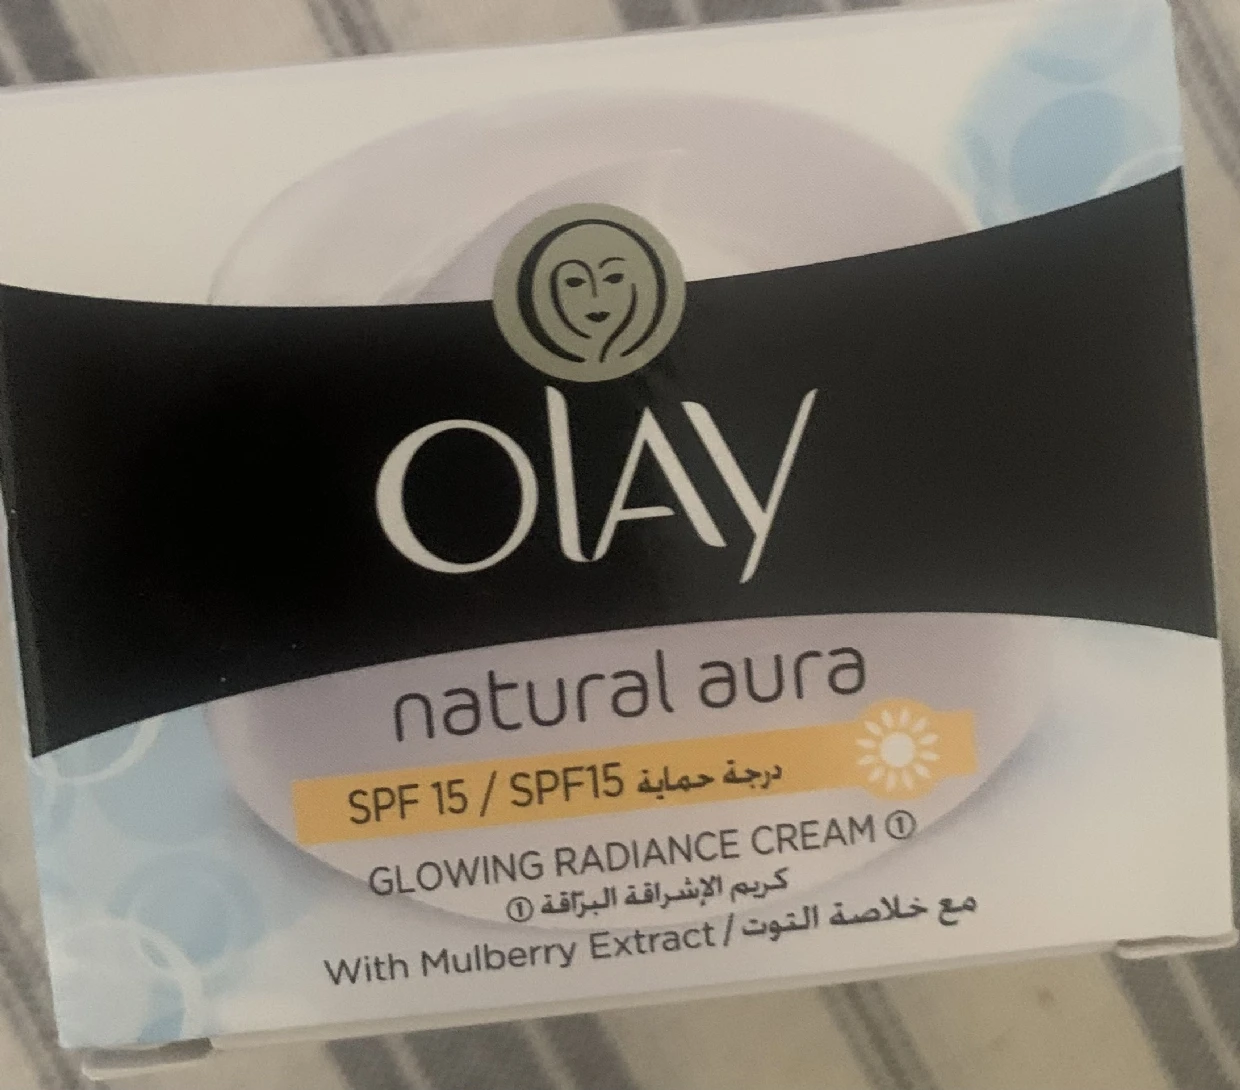 Olay
natural aura
SPF 15 / SPF15 درجة حماية
GLOWING RADIANCE CREAM ①
كريم الإشراقة البرّاقة ①
With Mulberry Extract / مع خلاصة التوت